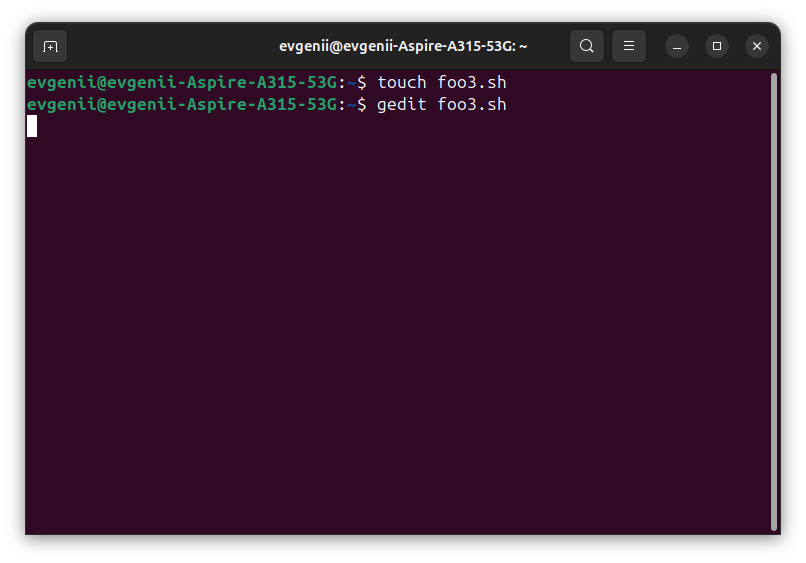 evgenii@evgenii-Aspire-A315-53G: ~
evgenii@evgenii-Aspire-A315-53G:~$ touch foo3.sh
evgenii@evgenii-Aspire-A315-53G:~$ gedit foo3.sh